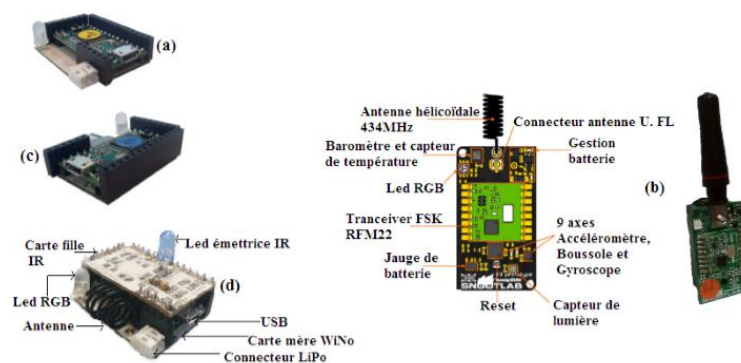 (a)
(c)
Carte fille
IR
Led émettrice IR
(d)
Led RGB
Antenne
USB
Carte mère WiNo
Connecteur LiPo
Antenne hélicoïdale
434MHz
Connecteur antenne U. FL
Baromètre et capteur
de température
Gestion
batterie
Led RGB
(b)
Tranceiver FSK
RFM22
9 axes
Accéléromètre,
Boussole et
Gyroscope
Jauge de
batterie
SNOOTLAB
Reset
Capteur de
lumière